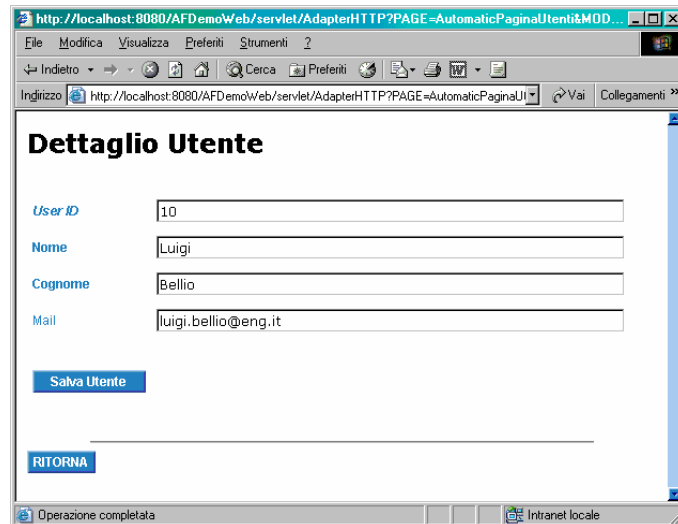 http://localhost:8080/AFDemoWeb/servlet/AdapterHTTP?PAGE=AutomaticPaginaUtenti&MOD...
File Modifica Visualizza Preferiti Strumenti ?
Indietro Cerca Preferiti
Indirizzo http://localhost:8080/AFDemoWeb/servlet/AdapterHTTP?PAGE=AutomaticPaginaUt Vai Collegamenti »
Dettaglio Utente
User ID 10
Nome Luigi
Cognome Bellio
Mail luigi.bellio@eng.it
Salva Utente
RITORNA
Operazione completata Intranet locale